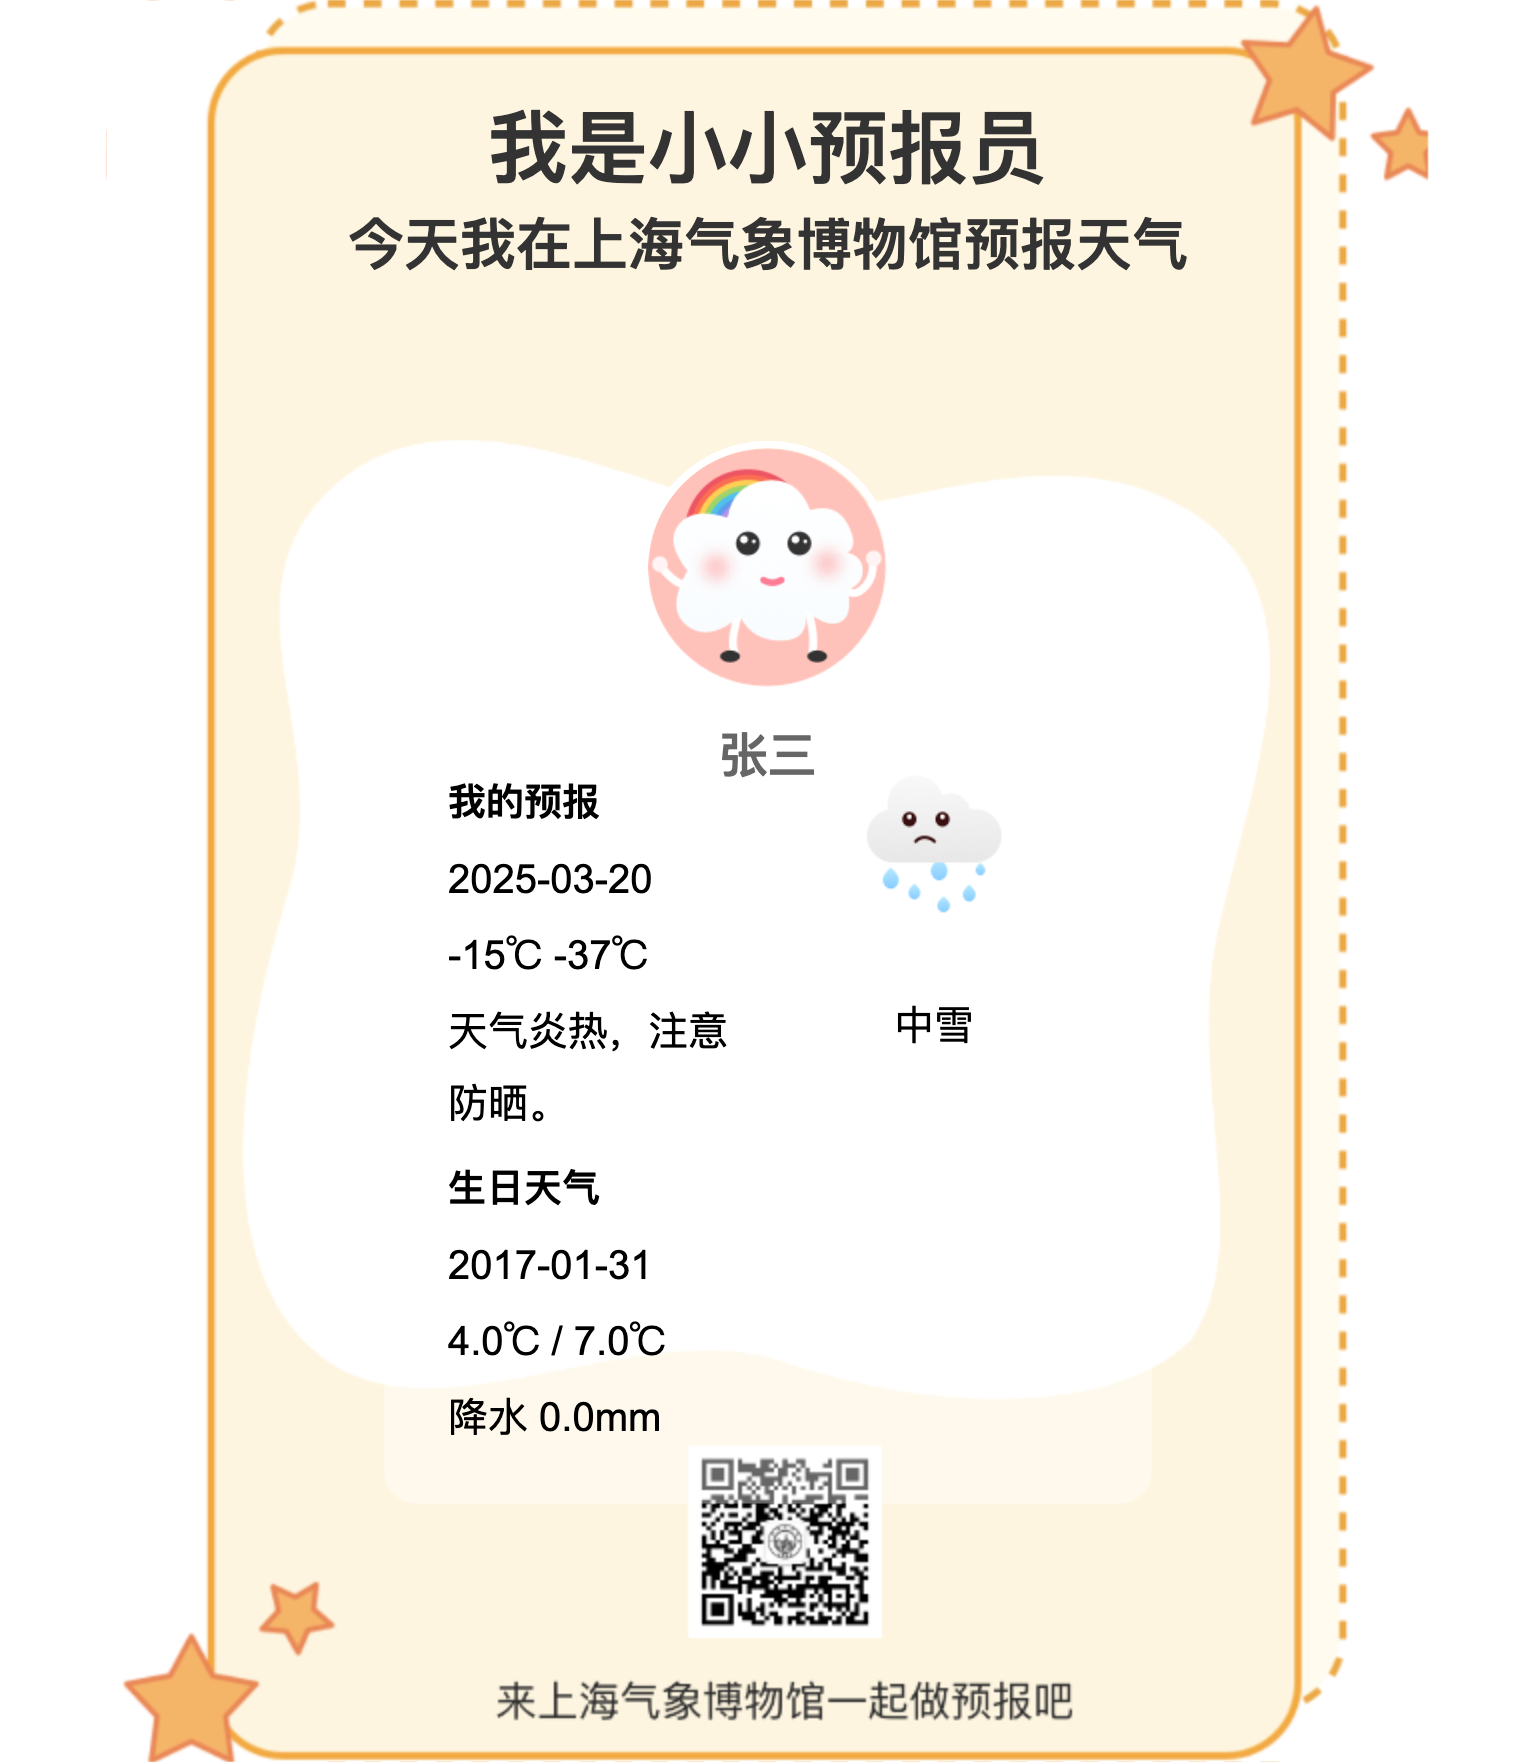 我是小小预报员
今天我在上海气象博物馆预报天气
张三
我的预报
2025-03-20
-15℃ -37℃
天气炎热，注意
防晒。
中雪
生日天气
2017-01-31
4.0℃ / 7.0℃
降水 0.0mm
来上海气象博物馆一起做预报吧